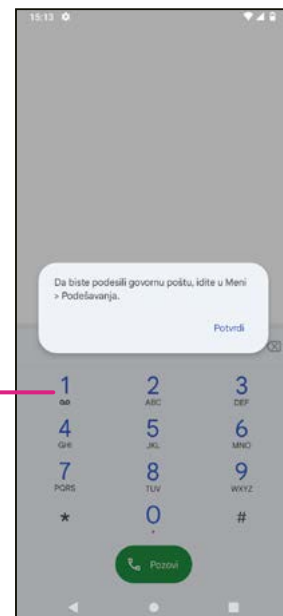 15:13
Da biste podesili govornu poštu, idite u Meni
> Podešavanja.
Potvrdi
1 2 3
ABC DEF
4 5 6
GHI JKL MNO
7 8 9
PQRS TUV WXYZ
* 0 #
+
Pozovi